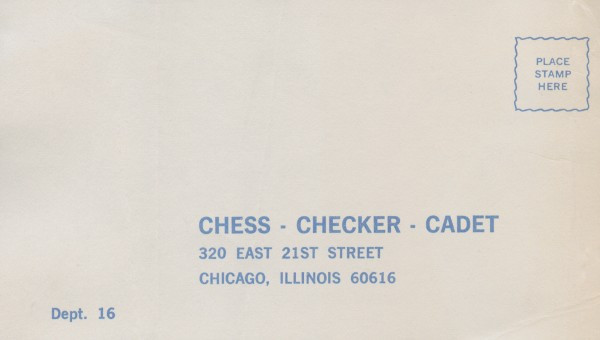 PLACE
STAMP
HERE
CHESS - CHECKER - CADET
320 EAST 21ST STREET
CHICAGO, ILLINOIS 60616
Dept. 16